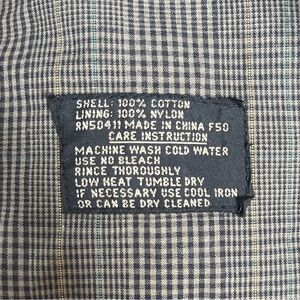 SHELL: 100% COTTON
LINING: 100% NYLON
RN50411 MADE IN CHINA F50
CARE INSTRUCTION
MACHINE WASH COLD WATER
USE NO BLEACH
RINCE THOROUGHLY
LOW HEAT TUMBLE DRY
IF NECESSARY USE COOL IRON
OR CAN BE DRY CLEANED